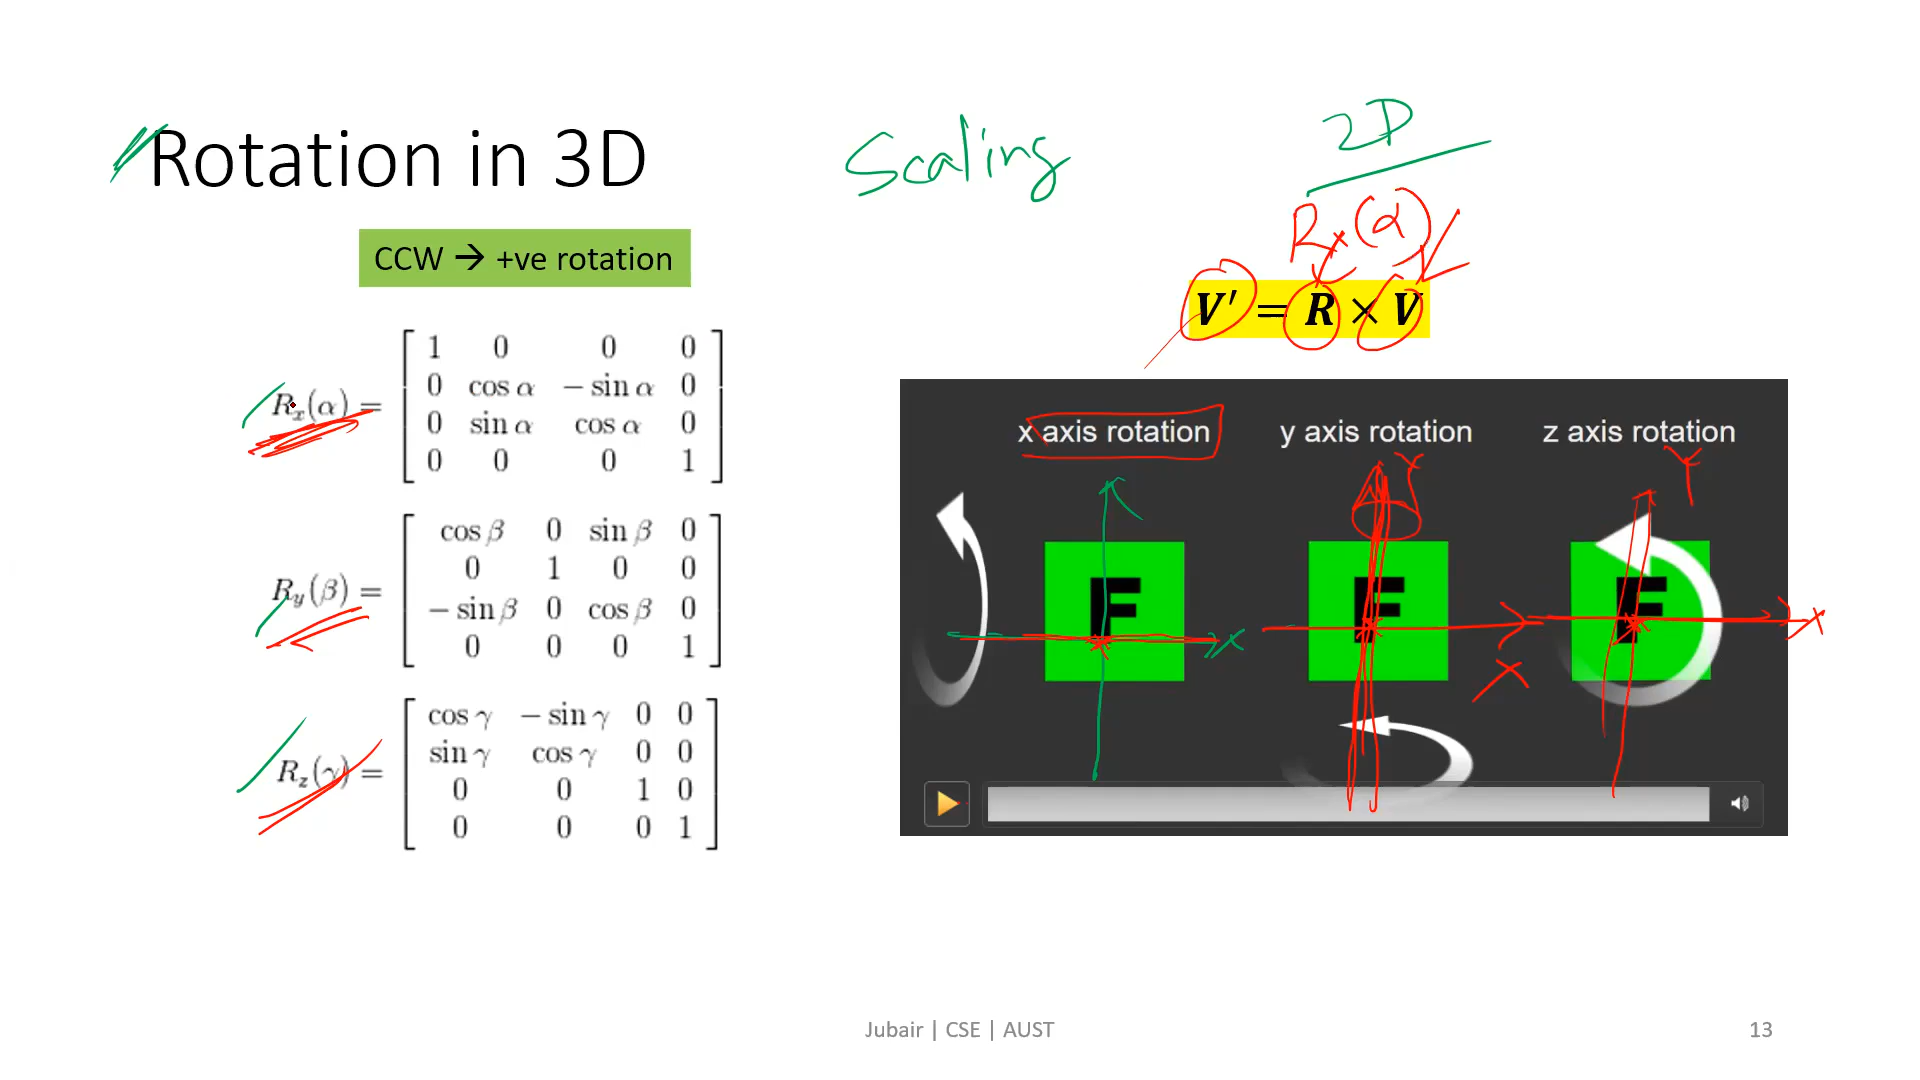 Rotation in 3D
Scaling
2D
CCW → +ve rotation
Rx(α)
V' = R × V
Rx(α) =
1 0 0 0
0 cos α − sin α 0
0 sin α cos α 0
0 0 0 1
Ry(β) =
cos β 0 sin β 0
0 1 0 0
− sin β 0 cos β 0
0 0 0 1
Rz(γ) =
cos γ − sin γ 0 0
sin γ cos γ 0 0
0 0 1 0
0 0 0 1
x axis rotation y axis rotation z axis rotation
Y Y
F F F
X X X
Jubair | CSE | AUST 13